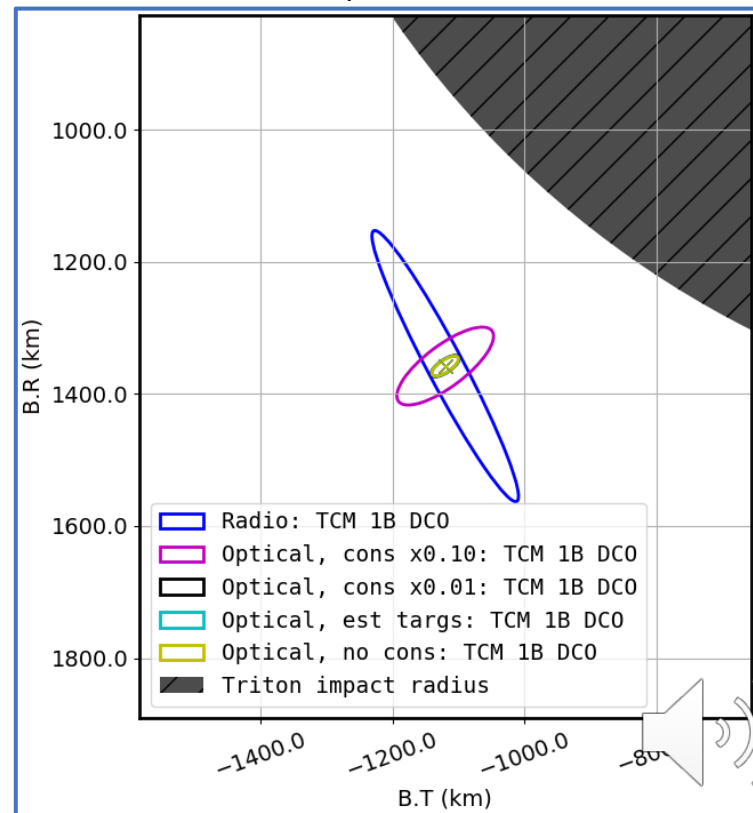 1000.0
1200.0
1400.0
1600.0
1800.0
B.R (km)
Radio: TCM 1B DCO
Optical, cons x0.10: TCM 1B DCO
Optical, cons x0.01: TCM 1B DCO
Optical, est targs: TCM 1B DCO
Optical, no cons: TCM 1B DCO
Triton impact radius
−1400.0
−1200.0
−1000.0
B.T (km)